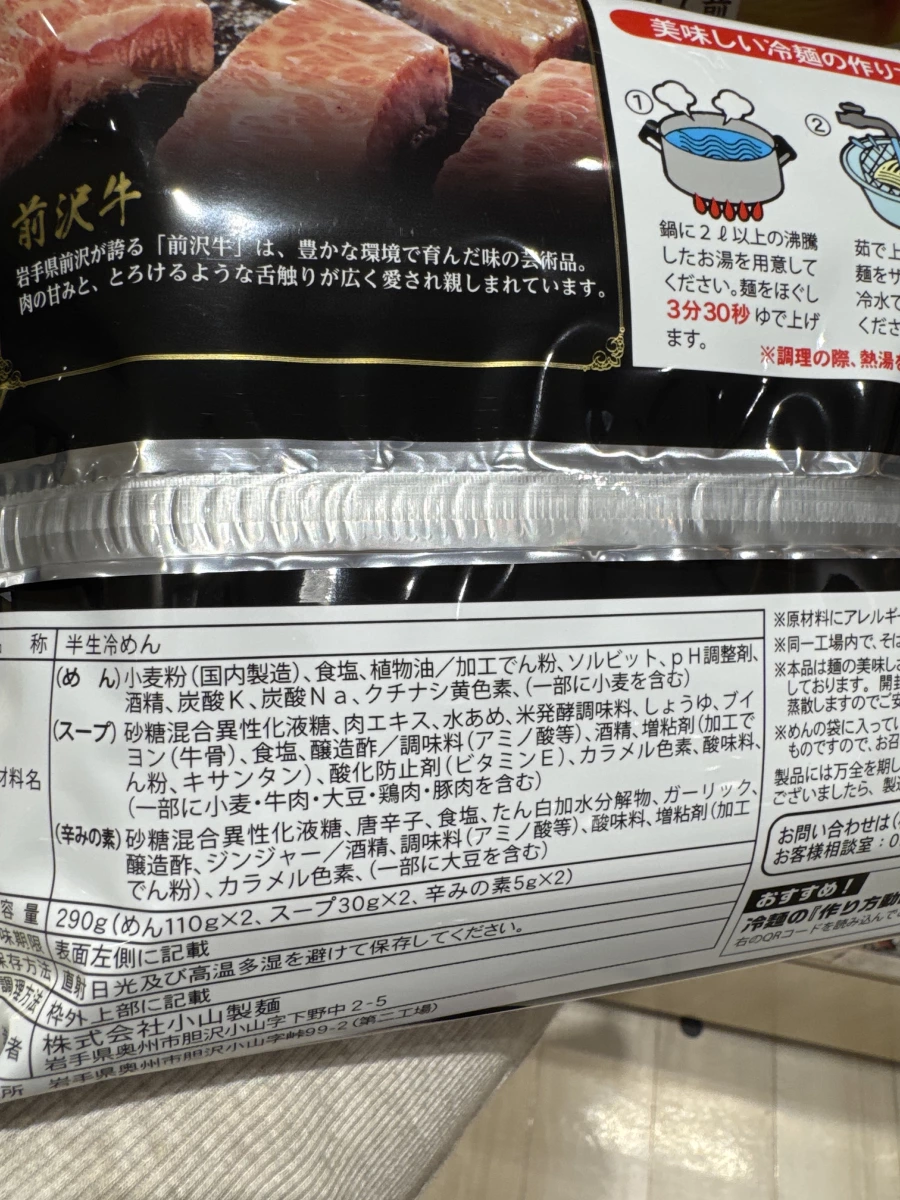 前沢牛
岩手県前沢が誇る「前沢牛」は、豊かな環境で育んだ味の芸術品。
肉の甘みと、とろけるような舌触りが広く愛され親しまれています。
美味しい冷麺の作り
①
鍋に2ℓ以上の沸騰
したお湯を用意して
ください。麺をほぐし
3分30秒ゆで上げ
ます。
②
茹で上
麺をザ
冷水で
くださ
※調理の際、熱湯を
称 半生冷めん
材料名
(めん)小麦粉(国内製造)、食塩、植物油/加工でん粉、ソルビット、pH調整剤、
酒精、炭酸K、炭酸Na、クチナシ黄色素、(一部に小麦を含む)
(スープ)砂糖混合異性化液糖、肉エキス、水あめ、米発酵調味料、しょうゆ、ブイ
ヨン(牛骨)、食塩、醸造酢/調味料(アミノ酸等)、酒精、増粘剤(加工で
ん粉、キサンタン)、酸化防止剤(ビタミンE)、カラメル色素、酸味料、
(一部に小麦・牛肉・大豆・鶏肉・豚肉を含む)
(辛みの素)砂糖混合異性化液糖、唐辛子、食塩、たん白加水分解物、ガーリック、
醸造酢、ジンジャー/酒精、調味料(アミノ酸等)、酸味料、増粘剤(加工
でん粉)、カラメル色素、(一部に大豆を含む)
容量 290g(めん110g×2、スープ30g×2、辛みの素5g×2)
味期限 表面左側に記載
保存方法 直射日光及び高温多湿を避けて保存してください。
調理方法 枠外上部に記載
者 株式会社小山製麺
岩手県奥州市胆沢小山字下野中2-5
所 岩手県奥州市胆沢小山字峠99-2(第二工場)
※原材料にアレルギ
※同一工場内で、そば
※本品は麺の美味し
しております。開封
蒸散しますのでご安
※めんの袋に入ってい
ものですので、お召
製品には万全を期し
ございましたら、製造
お問い合わせは(
お客様相談室:0
おすすめ!
冷麺の『作り方動
右のQRコードを読み込んで